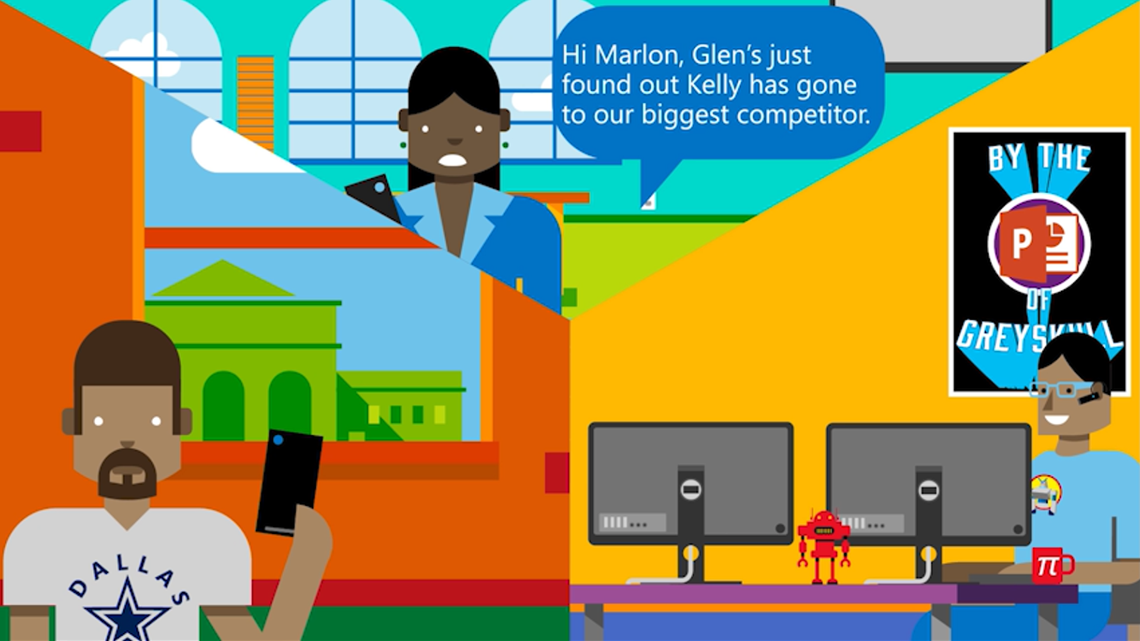 Hi Marlon, Glen's just
found out Kelly has gone
to our biggest competitor.
BY THE
P
OF
GREYSKULL
DALLAS
π